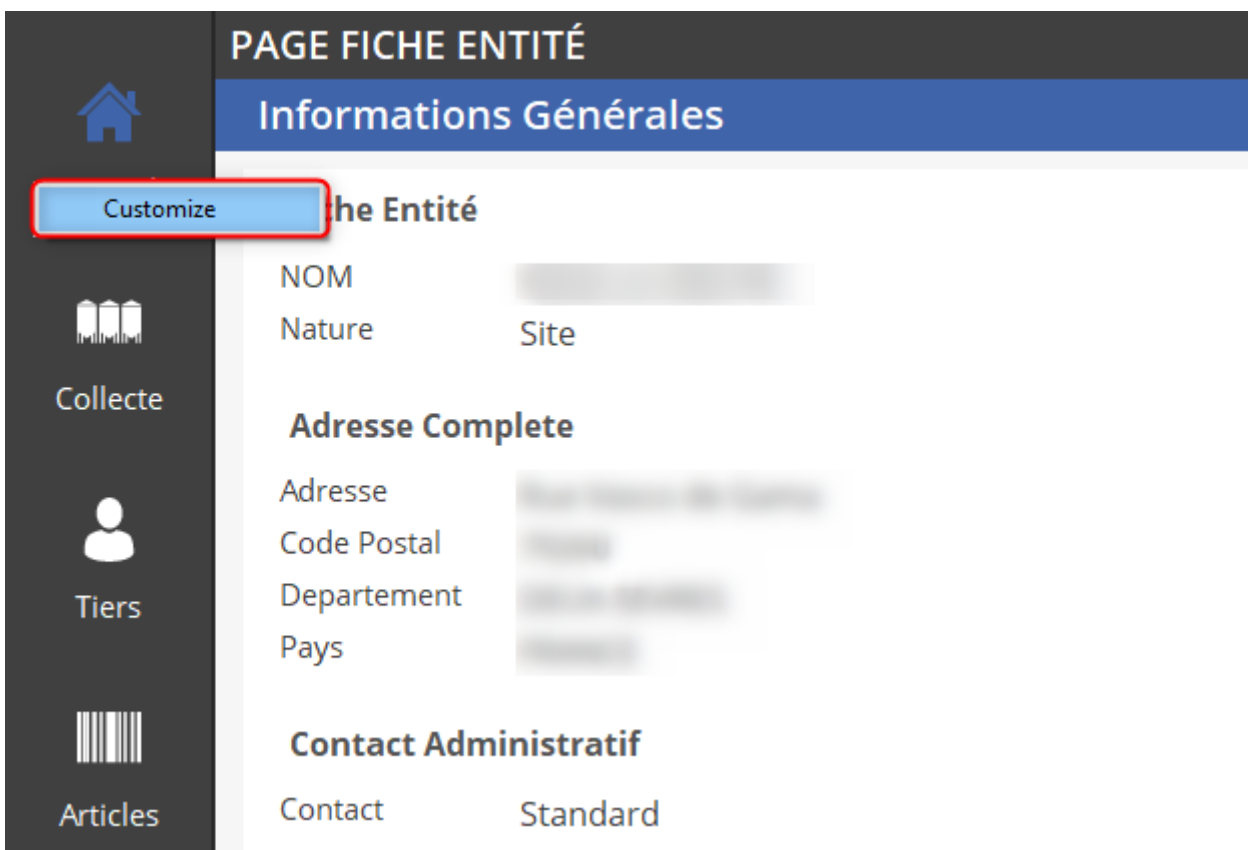 PAGE FICHE ENTITÉ
Informations Générales
Customize
he Entité
NOM
Nature Site
Collecte
Adresse Complete
Adresse
Code Postal
Departement
Tiers
Pays
Contact Administratif
Articles
Contact Standard